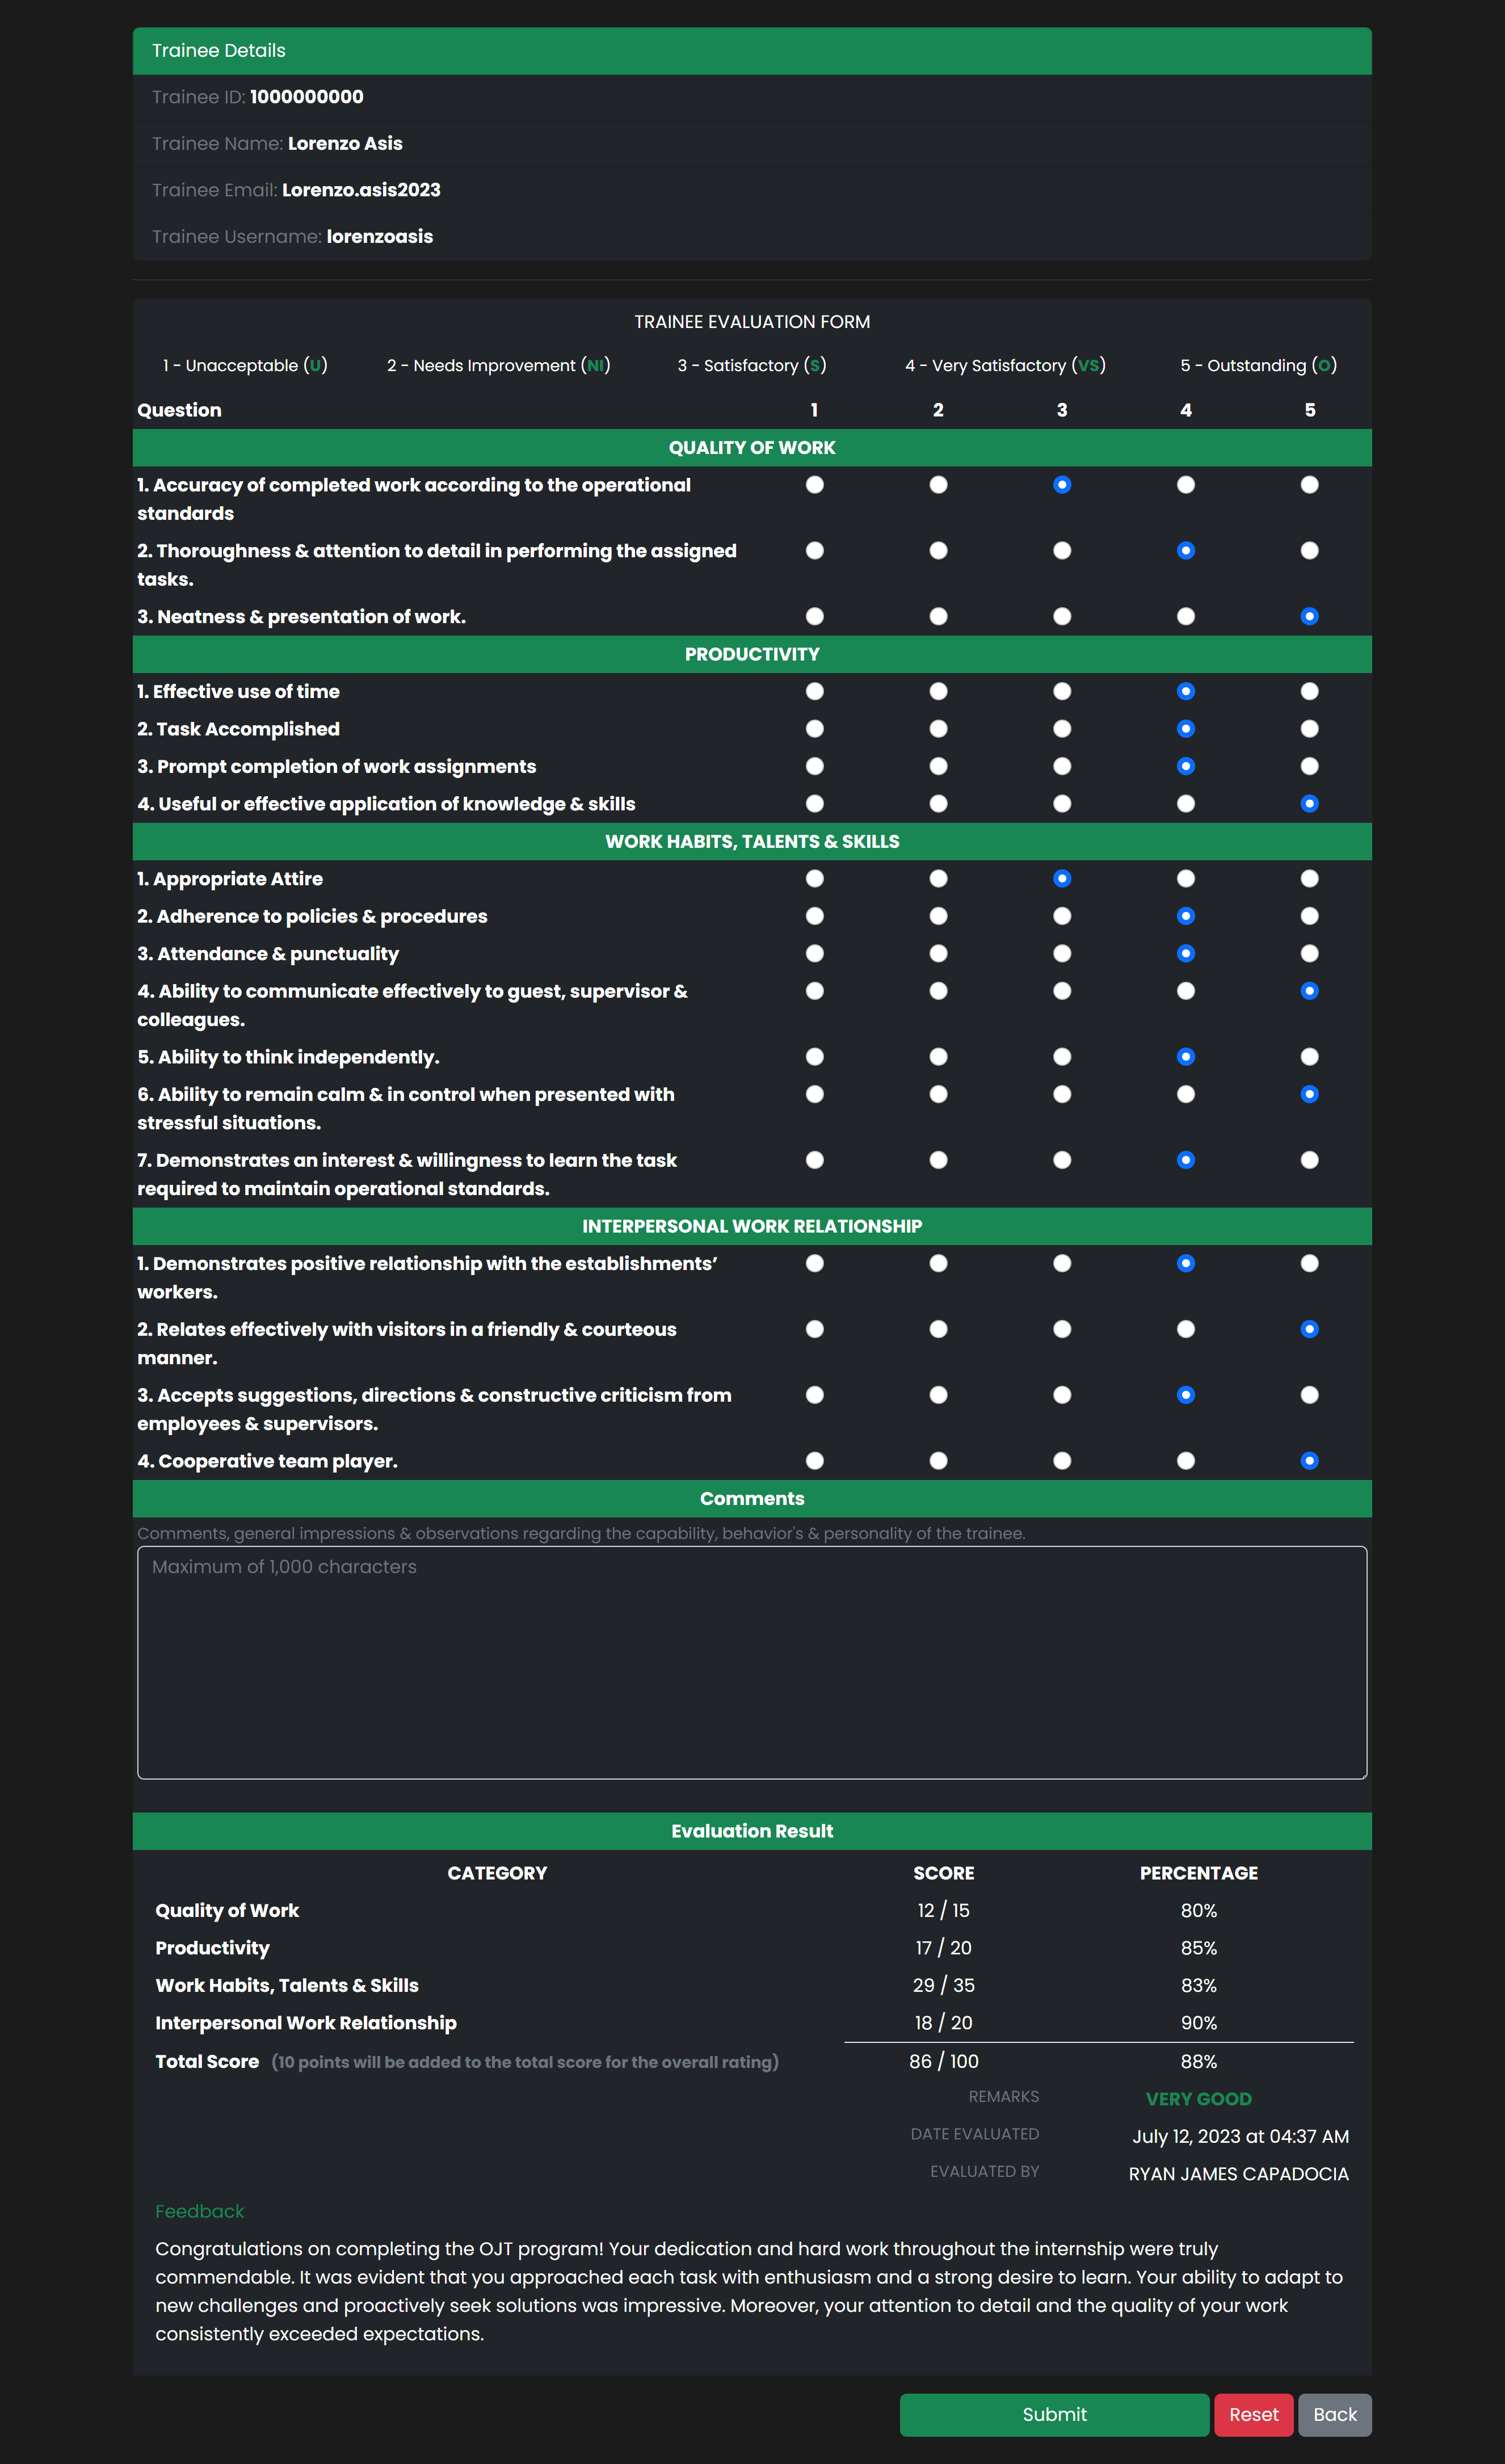 Trainee Details
Trainee ID: 1000000000
Trainee Name: Lorenzo Asis
Trainee Email: Lorenzo.asis2023
Trainee Username: lorenzoasis
TRAINEE EVALUATION FORM
1 - Unacceptable (U) 2 - Needs Improvement (NI) 3 - Satisfactory (S) 4 - Very Satisfactory (VS) 5 - Outstanding (O)
Question 1 2 3 4 5
QUALITY OF WORK
1. Accuracy of completed work according to the operational
standards
2. Thoroughness & attention to detail in performing the assigned
tasks.
3. Neatness & presentation of work.
PRODUCTIVITY
1. Effective use of time
2. Task Accomplished
3. Prompt completion of work assignments
4. Useful or effective application of knowledge & skills
WORK HABITS, TALENTS & SKILLS
1. Appropriate Attire
2. Adherence to policies & procedures
3. Attendance & punctuality
4. Ability to communicate effectively to guest, supervisor &
colleagues.
5. Ability to think independently.
6. Ability to remain calm & in control when presented with
stressful situations.
7. Demonstrates an interest & willingness to learn the task
required to maintain operational standards.
INTERPERSONAL WORK RELATIONSHIP
1. Demonstrates positive relationship with the establishments’
workers.
2. Relates effectively with visitors in a friendly & courteous
manner.
3. Accepts suggestions, directions & constructive criticism from
employees & supervisors.
4. Cooperative team player.
Comments
Comments, general impressions & observations regarding the capability, behavior's & personality of the trainee.
Maximum of 1,000 characters
Evaluation Result
CATEGORY SCORE PERCENTAGE
Quality of Work 12 / 15 80%
Productivity 17 / 20 85%
Work Habits, Talents & Skills 29 / 35 83%
Interpersonal Work Relationship 18 / 20 90%
Total Score (10 points will be added to the total score for the overall rating) 86 / 100 88%
REMARKS VERY GOOD
DATE EVALUATED July 12, 2023 at 04:37 AM
EVALUATED BY RYAN JAMES CAPADOCIA
Feedback
Congratulations on completing the OJT program! Your dedication and hard work throughout the internship were truly
commendable. It was evident that you approached each task with enthusiasm and a strong desire to learn. Your ability to adapt to
new challenges and proactively seek solutions was impressive. Moreover, your attention to detail and the quality of your work
consistently exceeded expectations.
Submit Reset Back